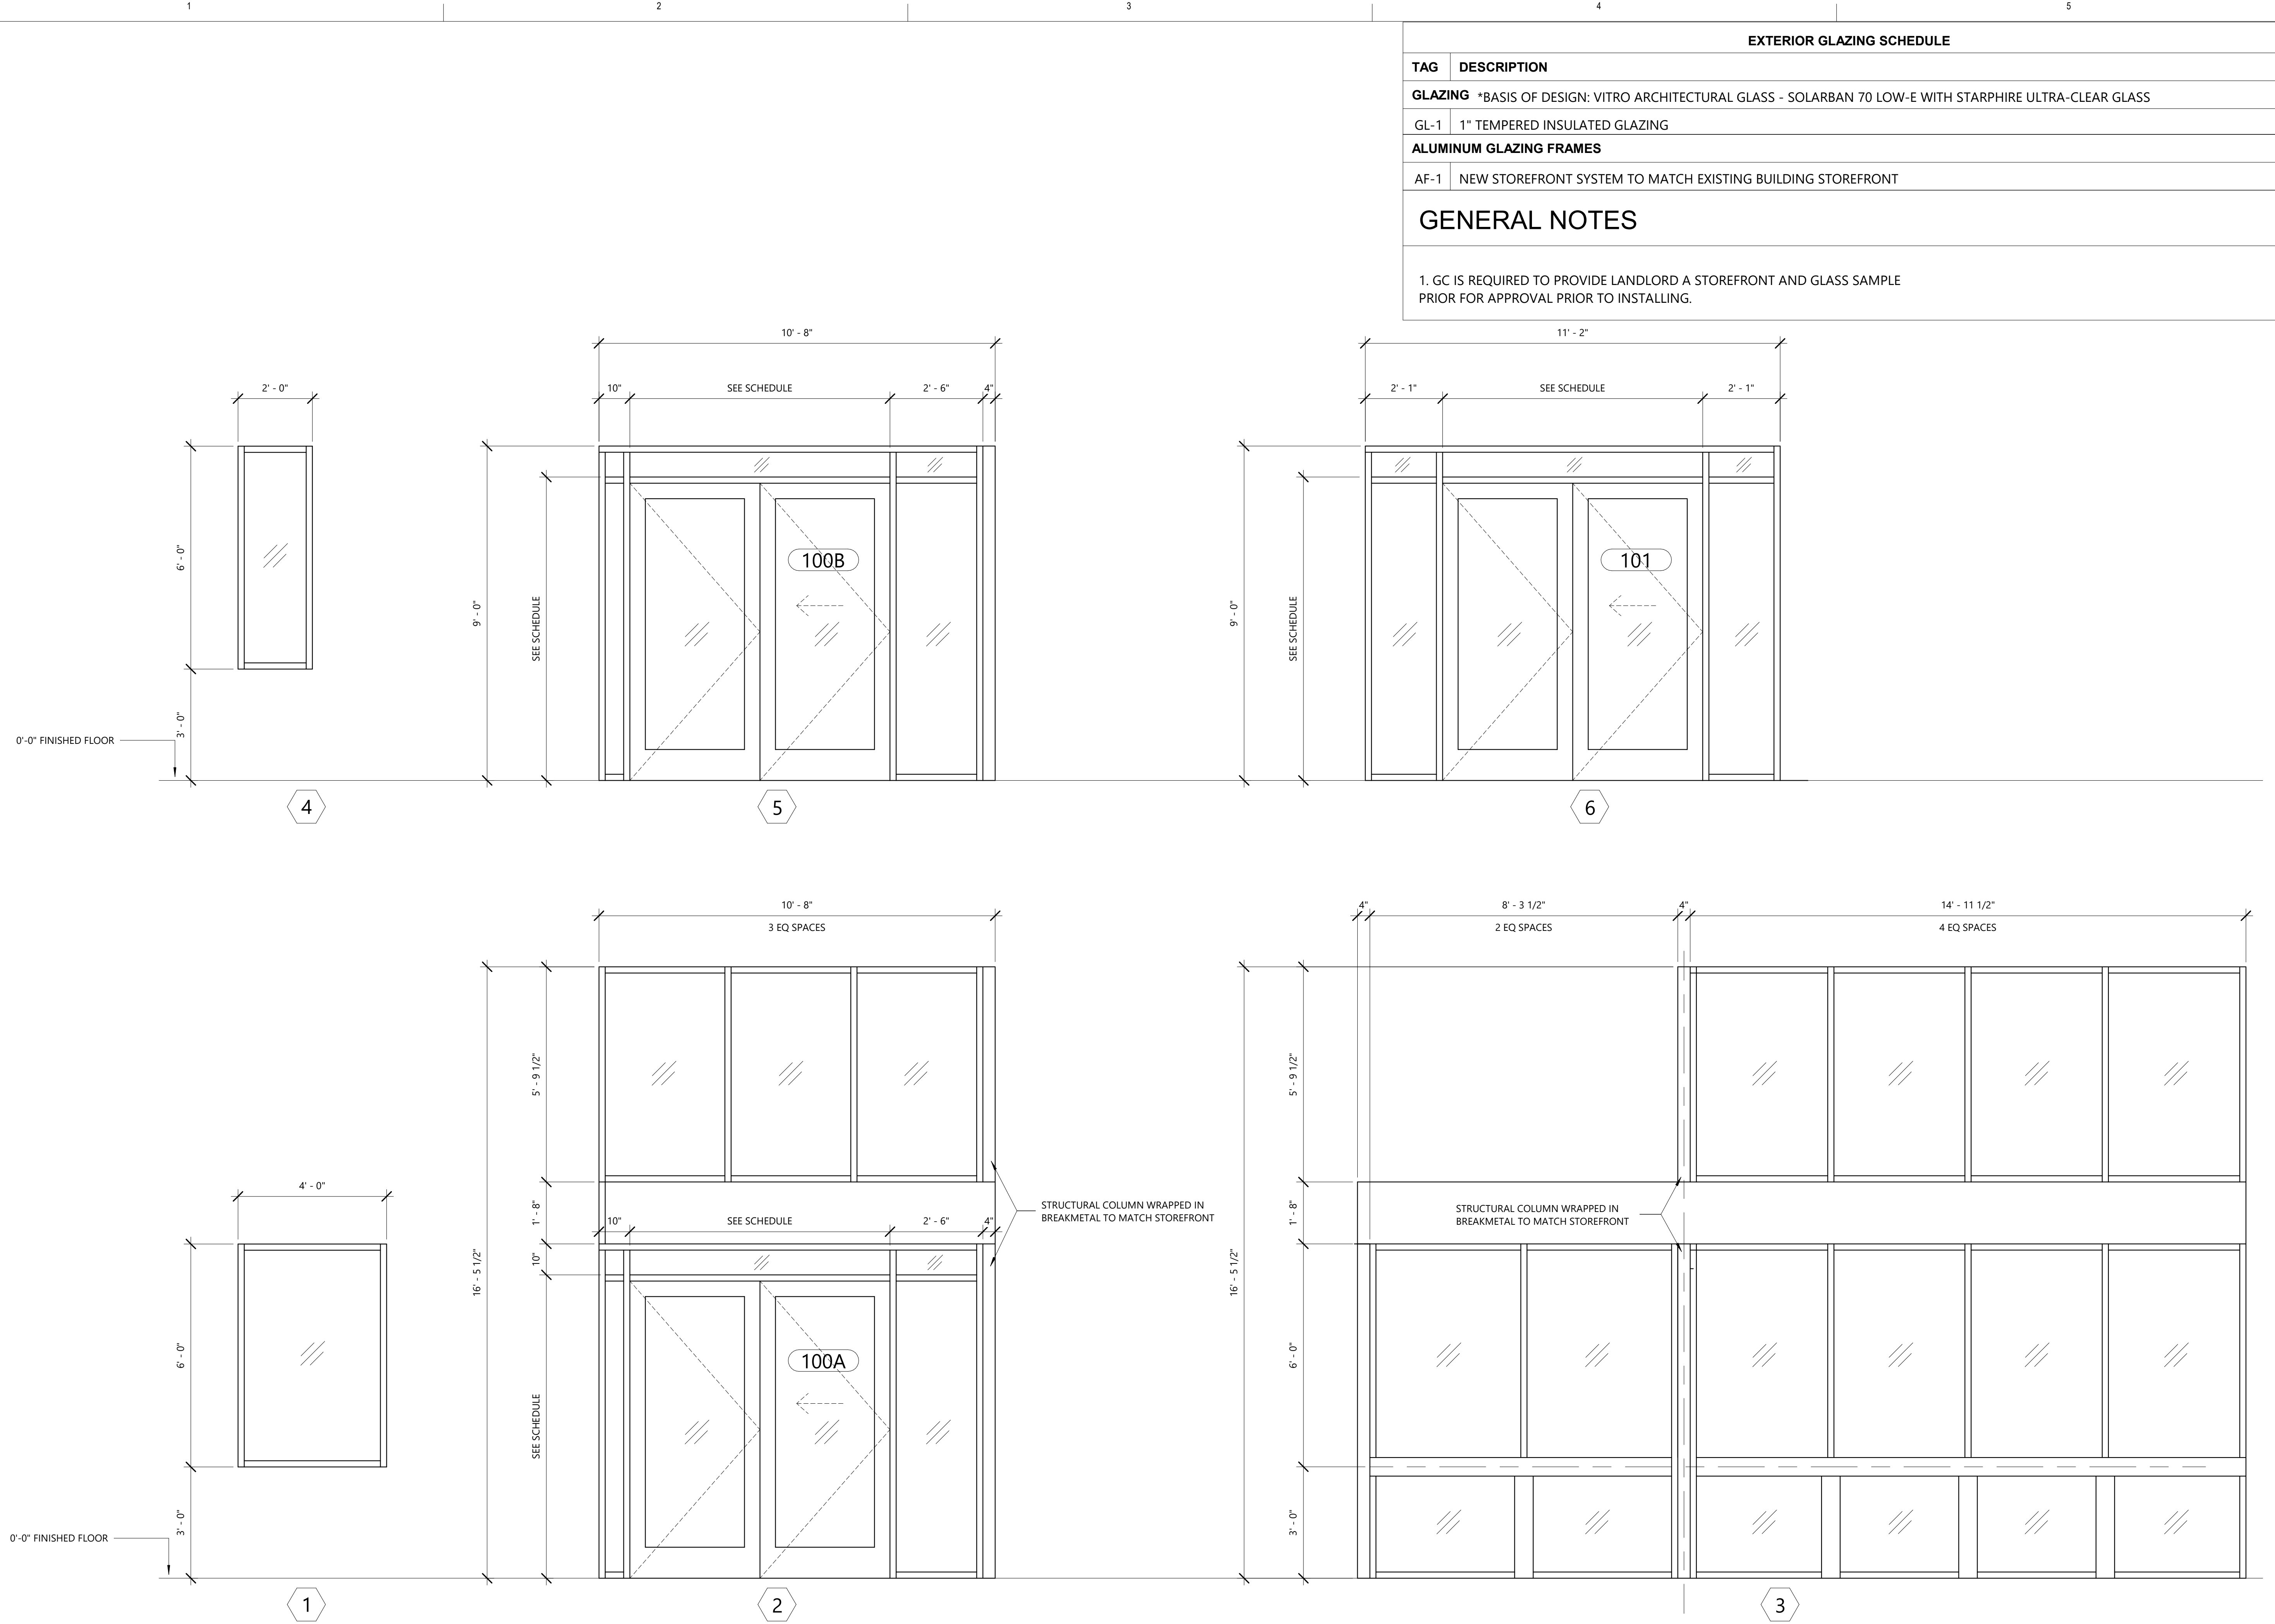 1 2 3 4 5
EXTERIOR GLAZING SCHEDULE
TAG DESCRIPTION
GLAZING *BASIS OF DESIGN: VITRO ARCHITECTURAL GLASS - SOLARBAN 70 LOW-E WITH STARPHIRE ULTRA-CLEAR GLASS
GL-1 1" TEMPERED INSULATED GLAZING
ALUMINUM GLAZING FRAMES
AF-1 NEW STOREFRONT SYSTEM TO MATCH EXISTING BUILDING STOREFRONT
GENERAL NOTES
1. GC IS REQUIRED TO PROVIDE LANDLORD A STOREFRONT AND GLASS SAMPLE
PRIOR FOR APPROVAL PRIOR TO INSTALLING.
2' - 0"
6' - 0"
3' - 0"
0'-0" FINISHED FLOOR
4
10' - 8"
10" SEE SCHEDULE 2' - 6" 4"
9' - 0"
SEE SCHEDULE
100B
5
11' - 2"
2' - 1" SEE SCHEDULE 2' - 1"
9' - 0"
SEE SCHEDULE
101
6
4' - 0"
6' - 0"
3' - 0"
0'-0" FINISHED FLOOR
1
10' - 8"
3 EQ SPACES
16' - 5 1/2"
5' - 9 1/2"
1' - 8"
10"
SEE SCHEDULE
10" SEE SCHEDULE 2' - 6" 4"
STRUCTURAL COLUMN WRAPPED IN
BREAKMETAL TO MATCH STOREFRONT
100A
2
4" 8' - 3 1/2" 4" 14' - 11 1/2"
2 EQ SPACES 4 EQ SPACES
16' - 5 1/2"
5' - 9 1/2"
1' - 8"
6' - 0"
3' - 0"
STRUCTURAL COLUMN WRAPPED IN
BREAKMETAL TO MATCH STOREFRONT
3